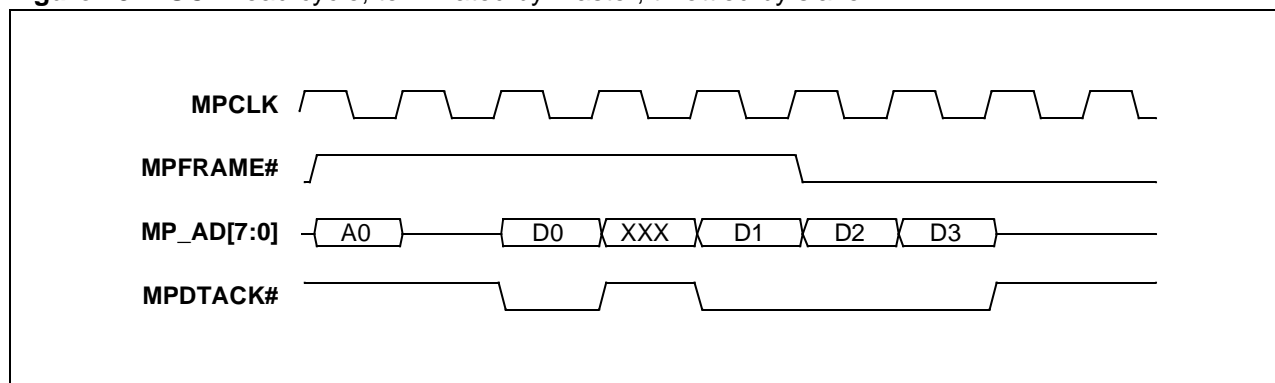 MPCLK
MPFRAME#
MP_AD[7:0] A0 D0 XXX D1 D2 D3
MPDTACK#